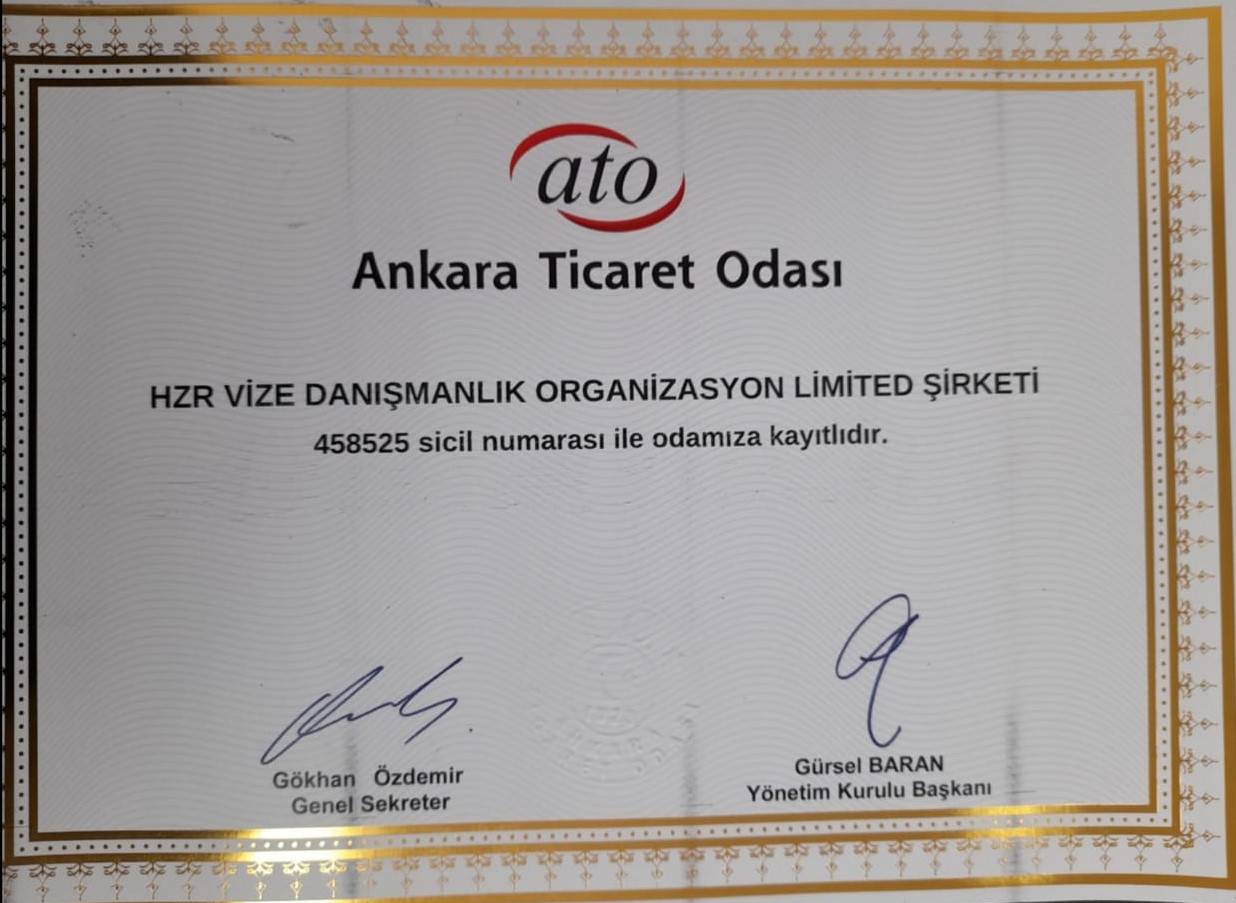 ato
Ankara Ticaret Odası
HZR VİZE DANIŞMANLIK ORGANİZASYON LİMİTED ŞİRKETİ
458525 sicil numarası ile odamıza kayıtlıdır.
Gökhan Özdemir
Genel Sekreter
Gürsel BARAN
Yönetim Kurulu Başkanı